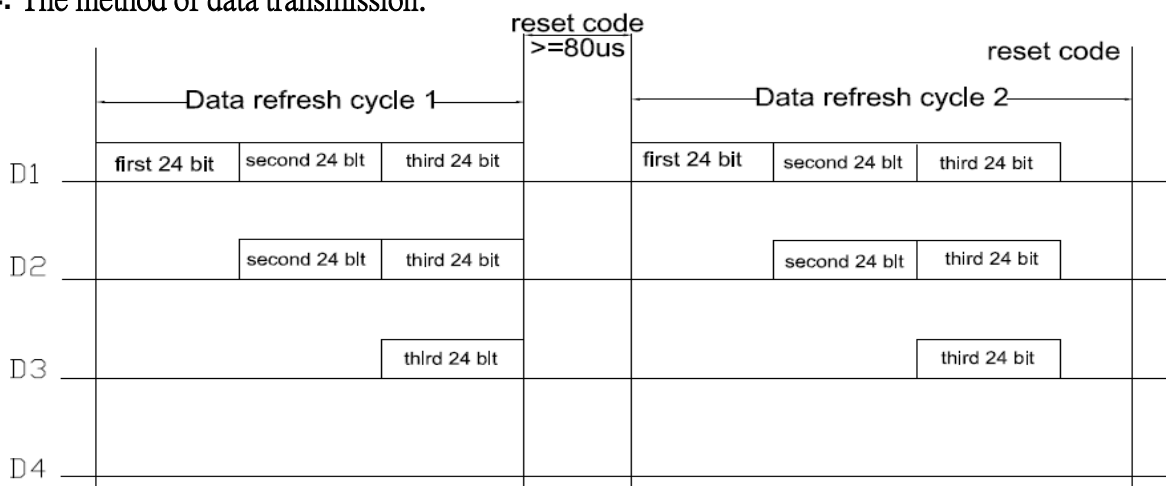 The method of data transmission.
reset code
>=80us
reset code
Data refresh cycle 1
Data refresh cycle 2
D1 first 24 bit second 24 blt third 24 bit first 24 bit second 24 blt third 24 bit
D2 second 24 blt third 24 bit second 24 blt third 24 bit
D3 thlrd 24 blt third 24 bit
D4